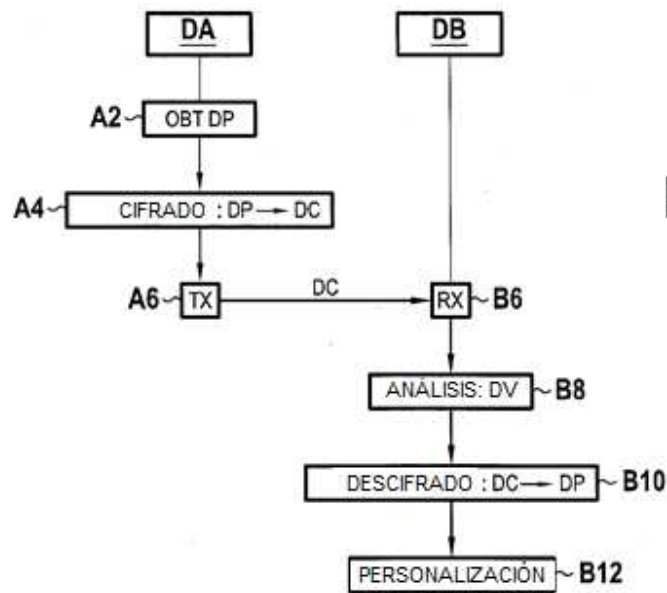 DA DB
A2 OBT DP
A4 CIFRADO : DP → DC
A6 TX DC RX B6
ANÁLISIS: DV B8
DESCIFRADO : DC → DP B10
PERSONALIZACIÓN B12